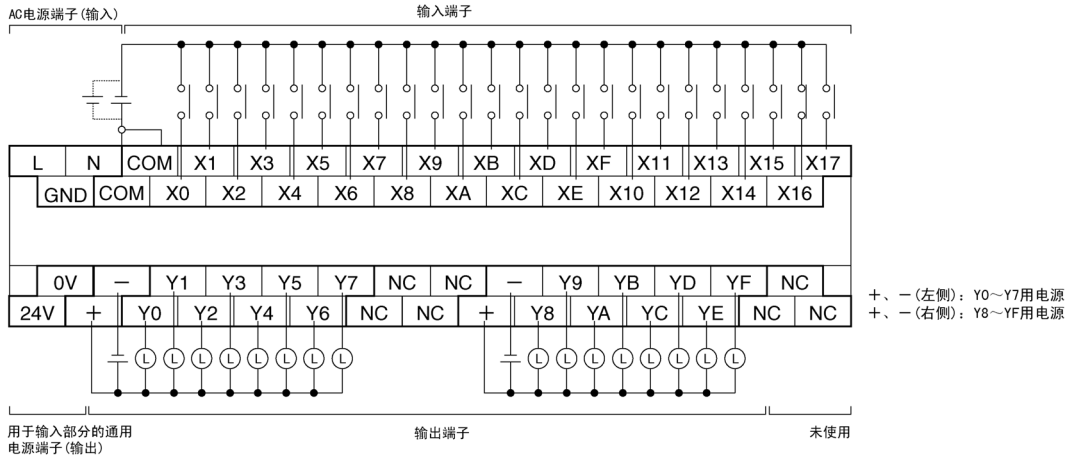 AC电源端子(输入)
输入端子
L N COM X1 X3 X5 X7 X9 XB XD XF X11 X13 X15 X17
GND COM X0 X2 X4 X6 X8 XA XC XE X10 X12 X14 X16
0V － Y1 Y3 Y5 Y7 NC NC － Y9 YB YD YF NC
24V ＋ Y0 Y2 Y4 Y6 NC NC ＋ Y8 YA YC YE NC NC
＋、－(左侧)：Y0～Y7用电源
＋、－(右侧)：Y8～YF用电源
L L L L L L L L L L L L L L L L
用于输入部分的通用
电源端子(输出)
输出端子
未使用